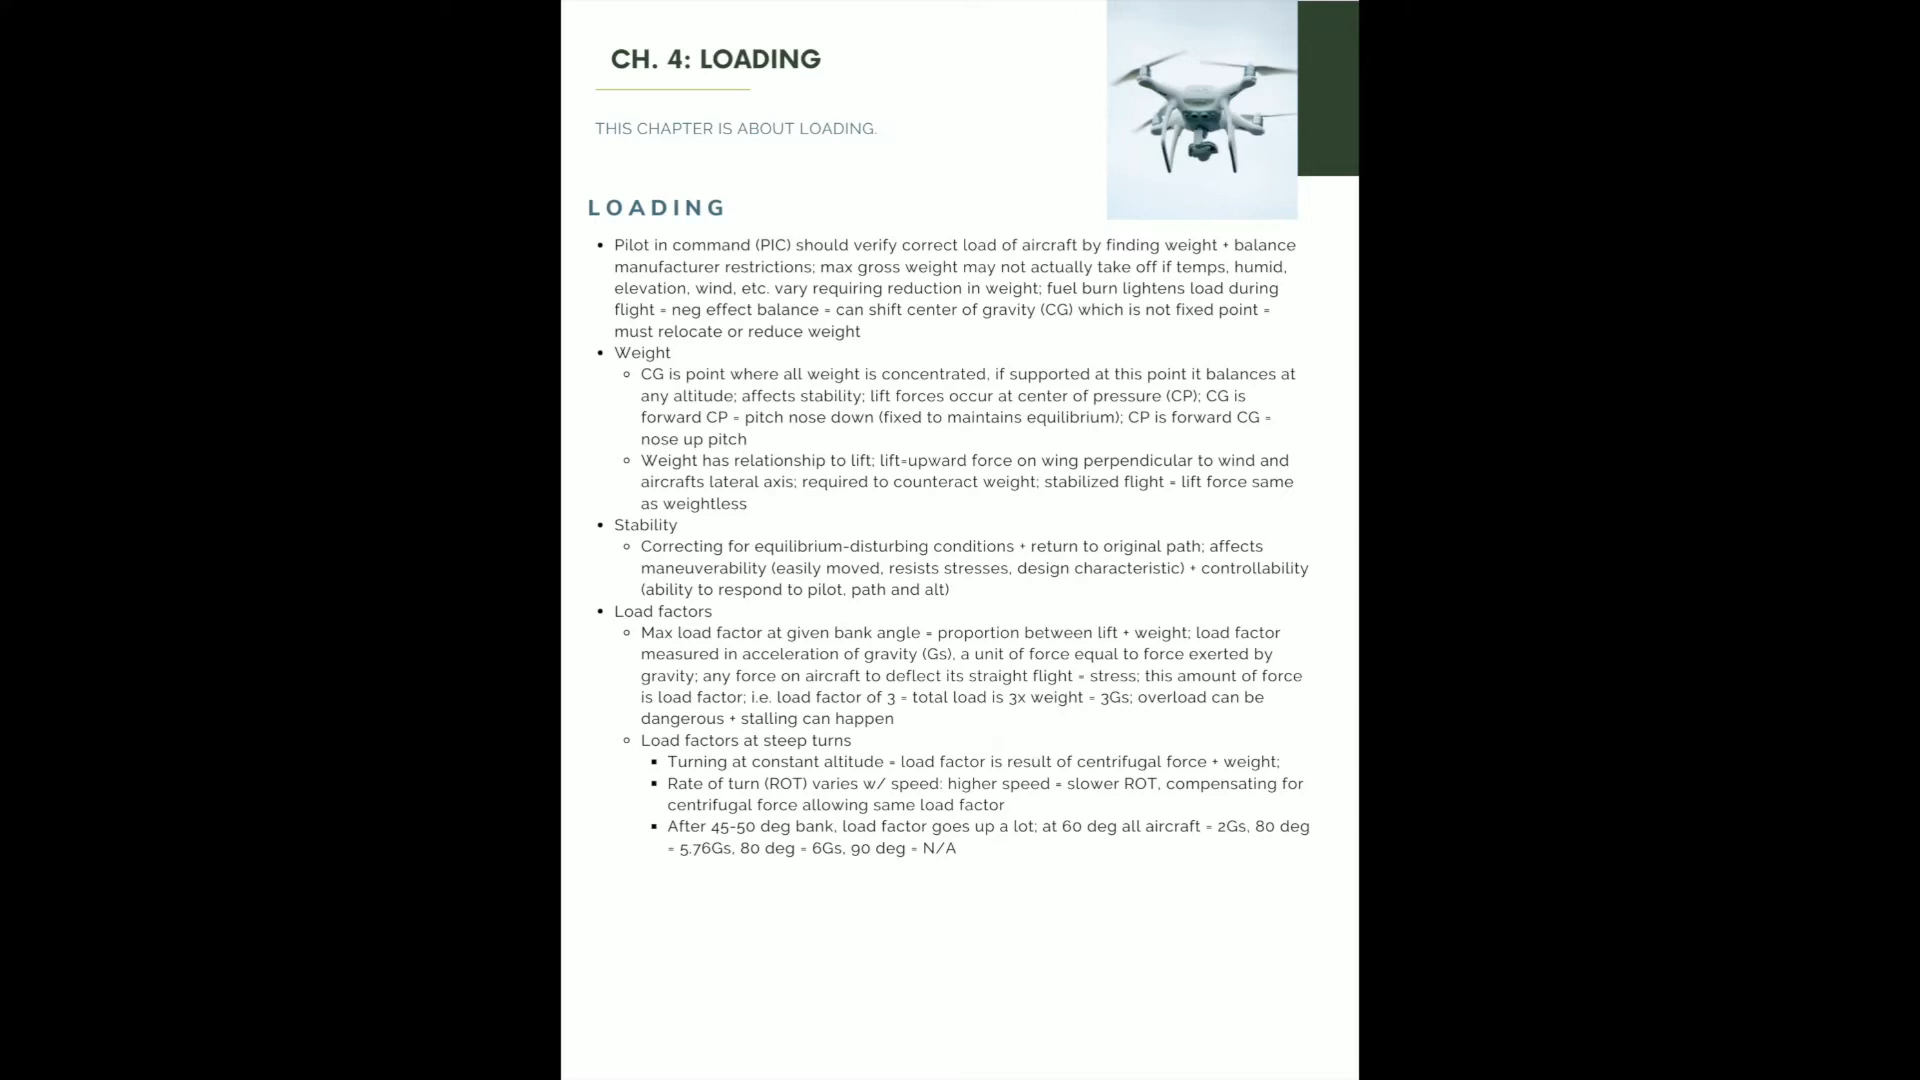 CH. 4: LOADING
THIS CHAPTER IS ABOUT LOADING.
LOADING
• Pilot in command (PIC) should verify correct load of aircraft by finding weight + balance
manufacturer restrictions; max gross weight may not actually take off if temps, humid,
elevation, wind, etc. vary requiring reduction in weight; fuel burn lightens load during
flight = neg effect balance = can shift center of gravity (CG) which is not fixed point =
must relocate or reduce weight
• Weight
◦ CG is point where all weight is concentrated, if supported at this point it balances at
any altitude; affects stability; lift forces occur at center of pressure (CP); CG is
forward CP = pitch nose down (fixed to maintains equilibrium); CP is forward CG =
nose up pitch
◦ Weight has relationship to lift; lift=upward force on wing perpendicular to wind and
aircrafts lateral axis; required to counteract weight; stabilized flight = lift force same
as weightless
• Stability
◦ Correcting for equilibrium-disturbing conditions + return to original path; affects
maneuverability (easily moved, resists stresses, design characteristic) + controllability
(ability to respond to pilot, path and alt)
• Load factors
◦ Max load factor at given bank angle = proportion between lift + weight; load factor
measured in acceleration of gravity (Gs), a unit of force equal to force exerted by
gravity; any force on aircraft to deflect its straight flight = stress; this amount of force
is load factor; i.e. load factor of 3 = total load is 3x weight = 3Gs; overload can be
dangerous + stalling can happen
◦ Load factors at steep turns
▪ Turning at constant altitude = load factor is result of centrifugal force + weight;
▪ Rate of turn (ROT) varies w/ speed: higher speed = slower ROT, compensating for
centrifugal force allowing same load factor
▪ After 45-50 deg bank, load factor goes up a lot; at 60 deg all aircraft = 2Gs, 80 deg
= 5.76Gs, 80 deg = 6Gs, 90 deg = N/A